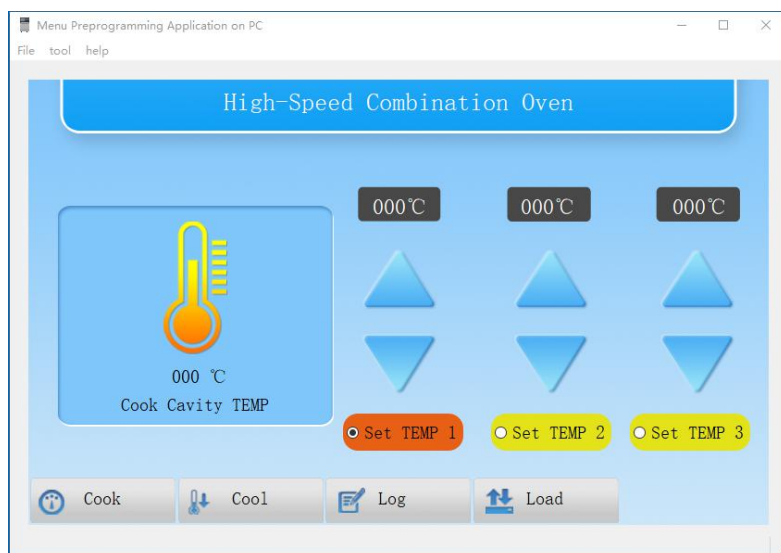 Menu Preprogramming Application on PC
File tool help
High-Speed Combination Oven
000℃ 000℃ 000℃
000 ℃
Cook Cavity TEMP
Set TEMP 1 Set TEMP 2 Set TEMP 3
Cook Cool Log Load